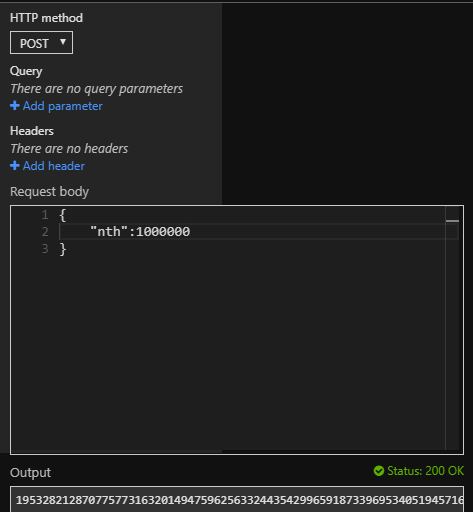 HTTP method
POST
Query
There are no query parameters
Add parameter
Headers
There are no headers
Add header
Request body
1 {
2 "nth":1000000
3 }
Output
Status: 200 OK
19532821287077577316320149475962563324435429965918733969534051945716